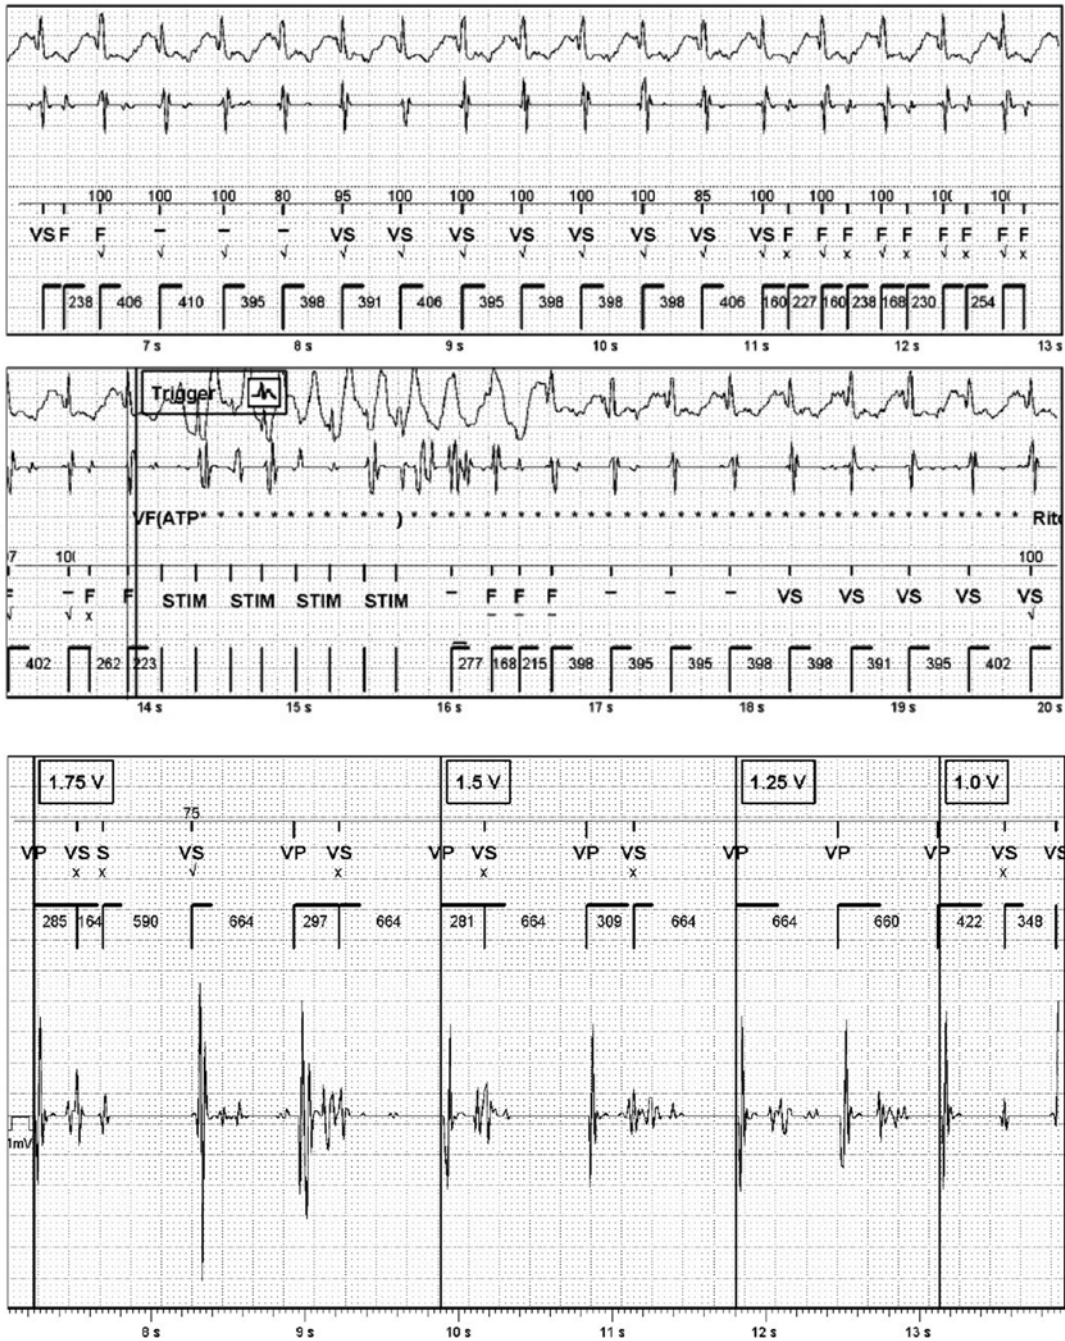 100 100 100 80 95 100 100 100 100 100 100 85 100 100 100 10( 10(
VS F F – – – – VS VS VS VS VS VS VS VS F F F F F F F F F
√ √ √ √ √ √ √ √ √ √ √ √ x √ x √ x √ x √ x
238 406 410 395 398 391 406 395 398 398 398 406 160 227 160 238 168 230 254
7 s 8 s 9 s 10 s 11 s 12 s 13 s
Trigger
VF(ATP* * * * * * * * * * ) * * * * * * * * * * * * * * * * * * * * Rito
7 10( 100
F – F F STIM STIM STIM STIM – F F F – – – VS VS VS VS VS
√ √ x – – – √
402 262 223 277 168 215 398 395 395 398 398 391 395 402
14 s 15 s 16 s 17 s 18 s 19 s 20 s
1.75 V 1.5 V 1.25 V 1.0 V
75
VP VS S VS VP VS VP VS VP VS VP VP VP VS VS
x x √ x x x x
285 164 590 664 297 664 281 664 309 664 664 660 422 348
1mV
8 s 9 s 10 s 11 s 12 s 13 s